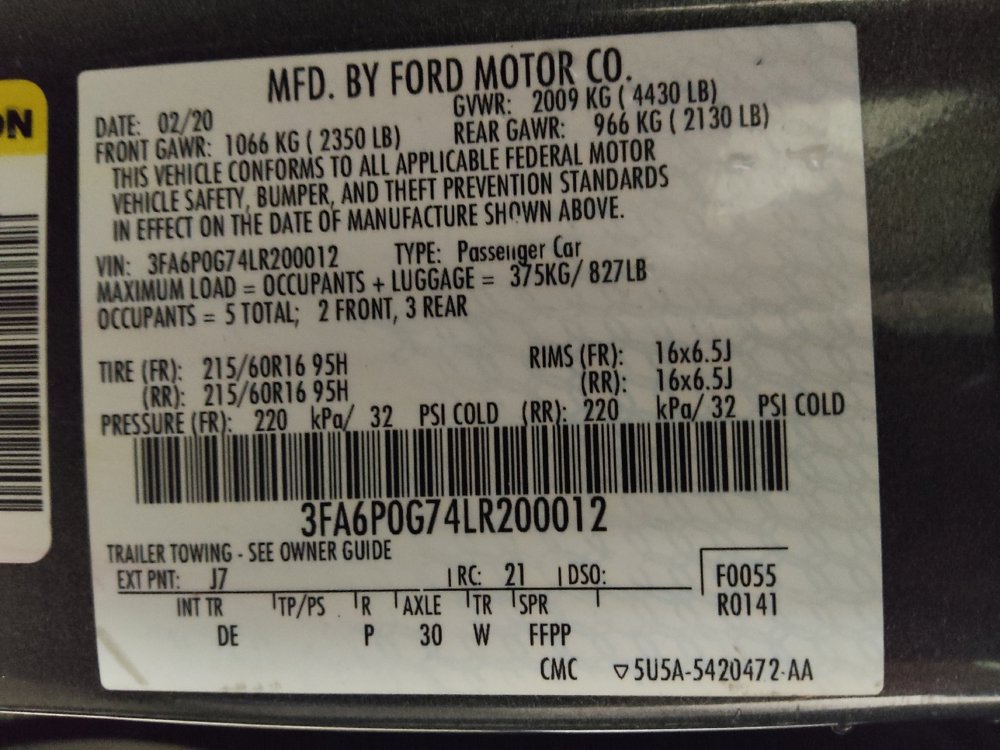 ON
MFD. BY FORD MOTOR CO.
DATE: 02/20 GVWR: 2009 KG ( 4430 LB)
FRONT GAWR: 1066 KG ( 2350 LB) REAR GAWR: 966 KG ( 2130 LB)
THIS VEHICLE CONFORMS TO ALL APPLICABLE FEDERAL MOTOR
VEHICLE SAFETY, BUMPER, AND THEFT PREVENTION STANDARDS
IN EFFECT ON THE DATE OF MANUFACTURE SHOWN ABOVE.
VIN: 3FA6P0G74LR200012 TYPE: Passenger Car
MAXIMUM LOAD = OCCUPANTS + LUGGAGE = 375KG/ 827LB
OCCUPANTS = 5 TOTAL; 2 FRONT, 3 REAR
TIRE (FR): 215/60R16 95H RIMS (FR): 16x6.5J
(RR): 215/60R16 95H (RR): 16x6.5J
PRESSURE (FR): 220 kPa/ 32 PSI COLD (RR): 220 kPa/ 32 PSI COLD
3FA6P0G74LR200012
TRAILER TOWING - SEE OWNER GUIDE
EXT PNT: J7 RC: 21 DSO: F0055
INT TR TP/PS R AXLE TR SPR R0141
DE P 30 W FFPP
CMC ▽5U5A-5420472-AA